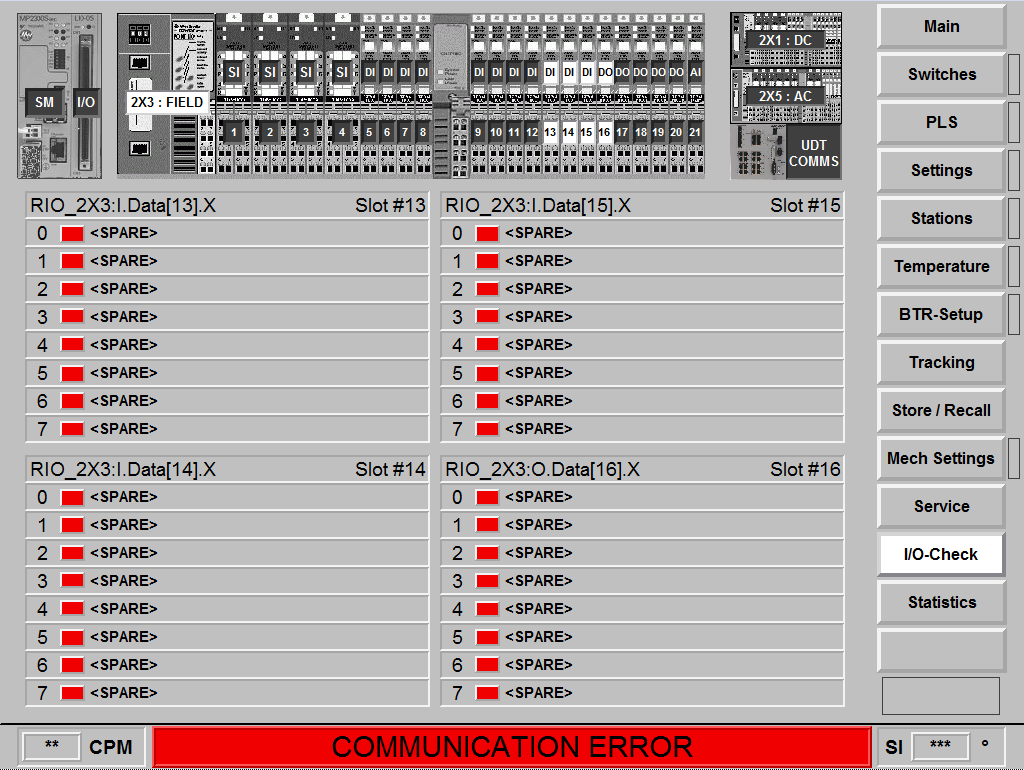 MP2300Siec LIO-05
SM I/O
2X3 : FIELD
SI SI SI SI DI DI DI DI DI DI DI DI DI DI DI DO DO DO DO DO AI
1 2 3 4 5 6 7 8 9 10 11 12 13 14 15 16 17 18 19 20 21
2X1 : DC
2X5 : AC
UDT
COMMS
RIO_2X3:I.Data[13].X Slot #13
0 <SPARE>
1 <SPARE>
2 <SPARE>
3 <SPARE>
4 <SPARE>
5 <SPARE>
6 <SPARE>
7 <SPARE>
RIO_2X3:I.Data[15].X Slot #15
0 <SPARE>
1 <SPARE>
2 <SPARE>
3 <SPARE>
4 <SPARE>
5 <SPARE>
6 <SPARE>
7 <SPARE>
RIO_2X3:I.Data[14].X Slot #14
0 <SPARE>
1 <SPARE>
2 <SPARE>
3 <SPARE>
4 <SPARE>
5 <SPARE>
6 <SPARE>
7 <SPARE>
RIO_2X3:O.Data[16].X Slot #16
0 <SPARE>
1 <SPARE>
2 <SPARE>
3 <SPARE>
4 <SPARE>
5 <SPARE>
6 <SPARE>
7 <SPARE>
Main
Switches
PLS
Settings
Stations
Temperature
BTR-Setup
Tracking
Store / Recall
Mech Settings
Service
I/O-Check
Statistics
** CPM
COMMUNICATION ERROR
SI *** °